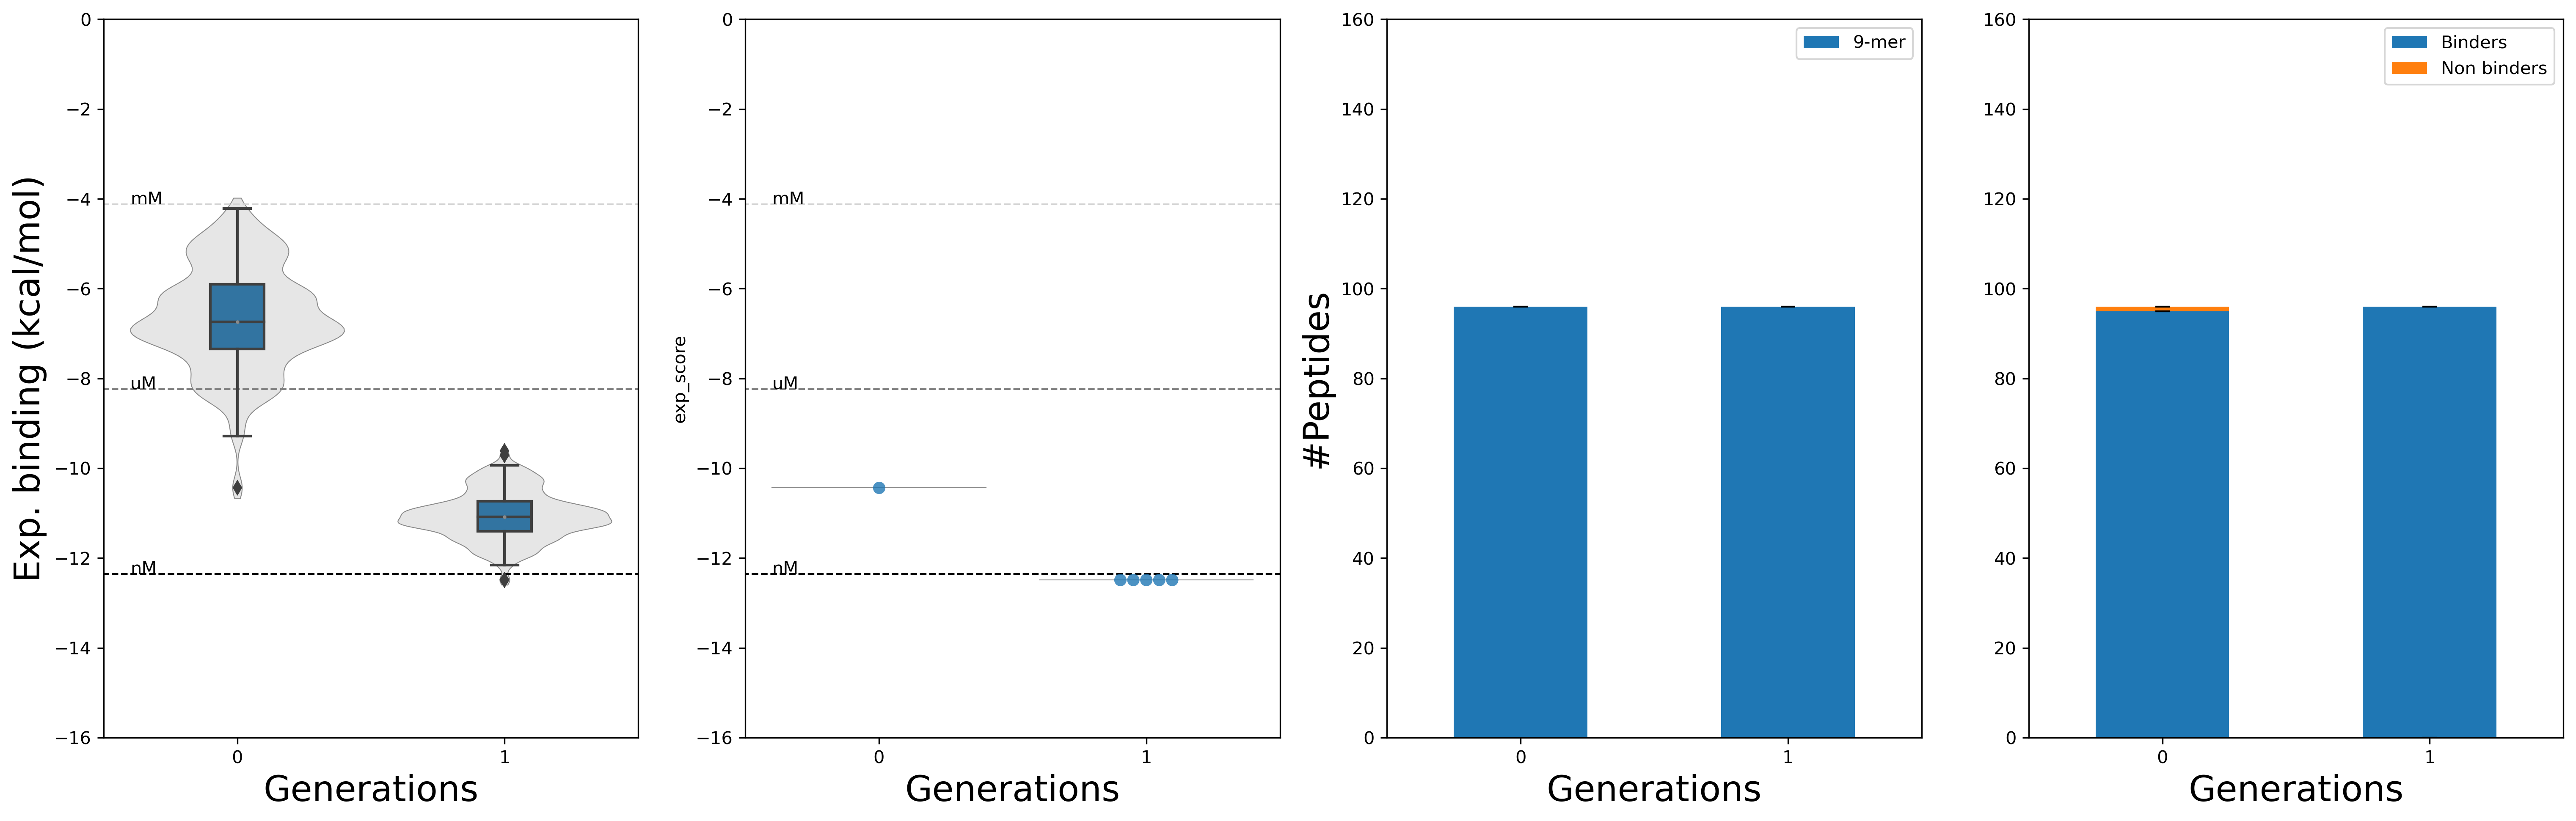 Exp. binding (kcal/mol)
0
−2
−4
−6
−8
−10
−12
−14
−16
mM
uM
nM
0
1
Generations
exp_score
0
−2
−4
−6
−8
−10
−12
−14
−16
mM
uM
nM
0
1
Generations
#Peptides
160
140
120
100
80
60
40
20
0
9-mer
0
1
Generations
160
140
120
100
80
60
40
20
0
Binders
Non binders
0
1
Generations